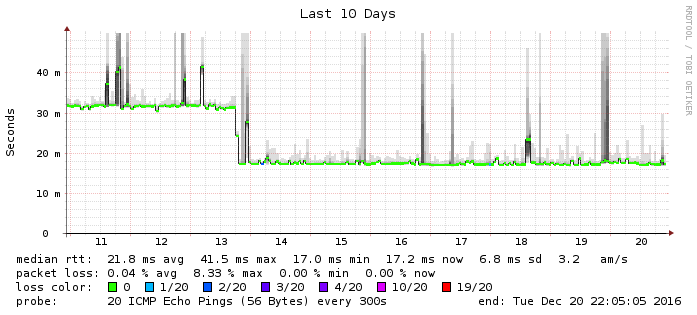 Last 10 Days
RRDTOOL / TOBI OETIKER
Seconds
40 m
30 m
20 m
10 m
0
11 12 13 14 15 16 17 18 19 20
median rtt: 21.8 ms avg 41.5 ms max 17.0 ms min 17.2 ms now 6.8 ms sd 3.2 am/s
packet loss: 0.04 % avg 8.33 % max 0.00 % min 0.00 % now
loss color: 0 1/20 2/20 3/20 4/20 10/20 19/20
probe: 20 ICMP Echo Pings (56 Bytes) every 300s end: Tue Dec 20 22:05:05 2016